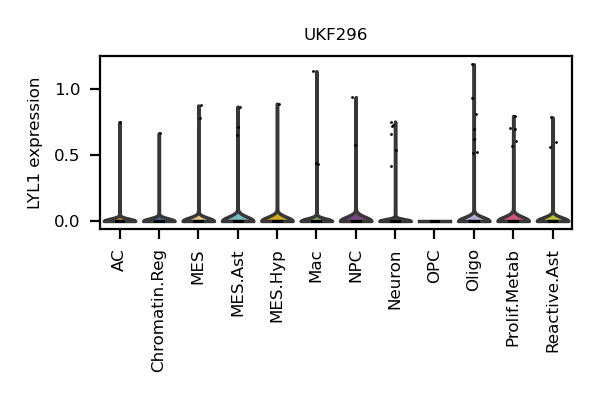 UKF296
LYL1 expression
1.0
0.5
0.0
AC
Chromatin.Reg
MES
MES.Ast
MES.Hyp
Mac
NPC
Neuron
OPC
Oligo
Prolif.Metab
Reactive.Ast